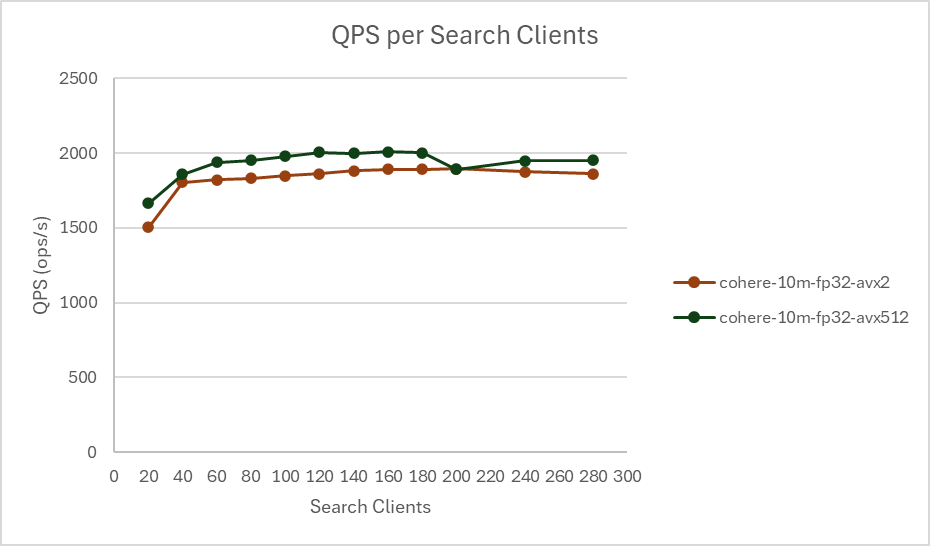 QPS per Search Clients
2500
2000
1500
1000
500
0
QPS (ops/s)
0 20 40 60 80 100 120 140 160 180 200 220 240 260 280 300
Search Clients
cohere-10m-fp32-avx2
cohere-10m-fp32-avx512